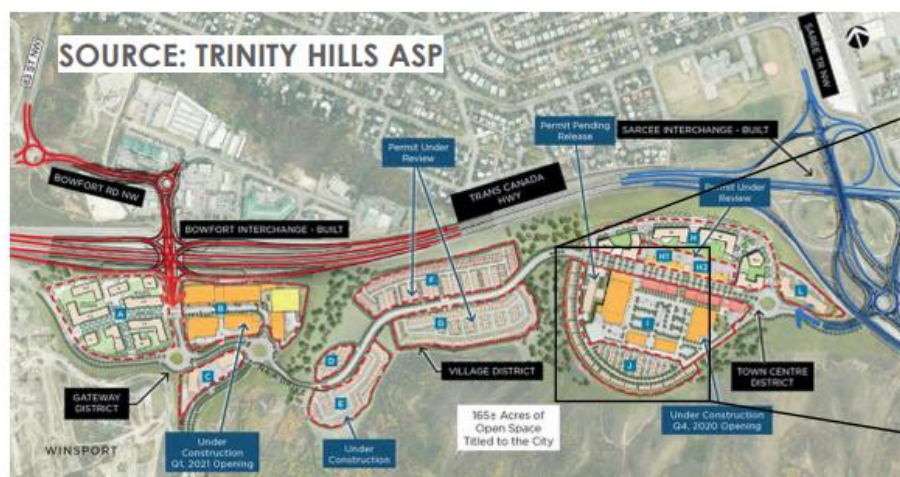 SOURCE: TRINITY HILLS ASP
83 ST NW
SARCEE TR NW
BOWFORT RD NW
BOWFORT INTERCHANGE - BUILT
Permit Under
Review
TRANS CANADA
HWY
Permit Pending
Release
SARCEE INTERCHANGE - BUILT
Permit Under
Review
A
B
C
D
E
F
G
H
H1
H2
I
J
L
GATEWAY
DISTRICT
VILLAGE DISTRICT
TOWN CENTRE
DISTRICT
WINSPORT
Under
Construction
Q1, 2021 Opening
Under
Construction
165± Acres of
Open Space
Titled to the City
Under Construction
Q4, 2020 Opening